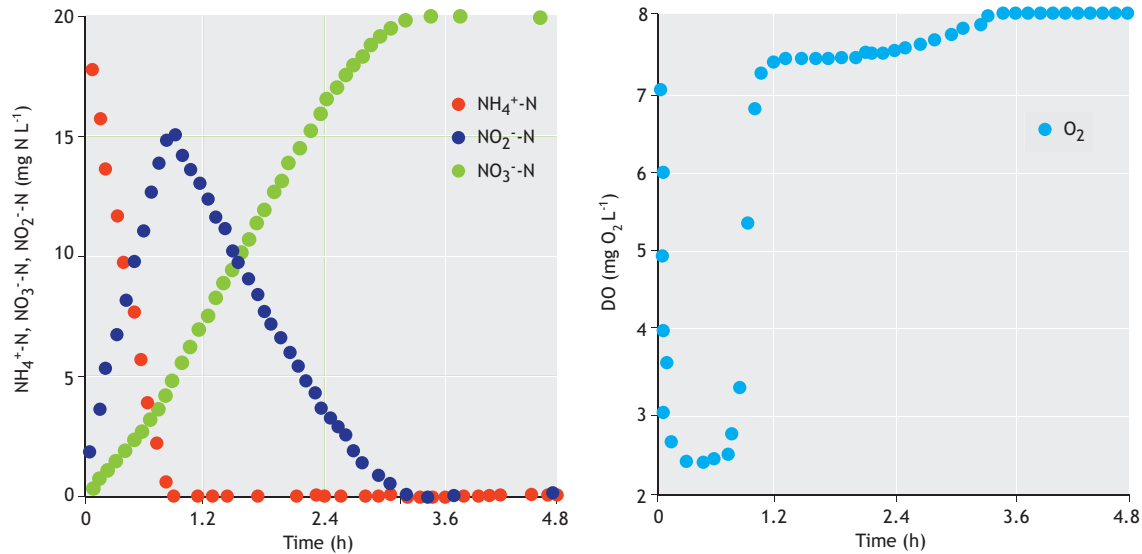 20
15
10
5
0
0
1.2
2.4
3.6
4.8
Time (h)
NH₄⁺-N, NO₃⁻-N, NO₂⁻-N (mg N L⁻¹)
NH₄⁺-N
NO₂⁻-N
NO₃⁻-N
8
7
6
5
4
3
2
0
1.2
2.4
3.6
4.8
Time (h)
DO (mg O₂ L⁻¹)
O₂